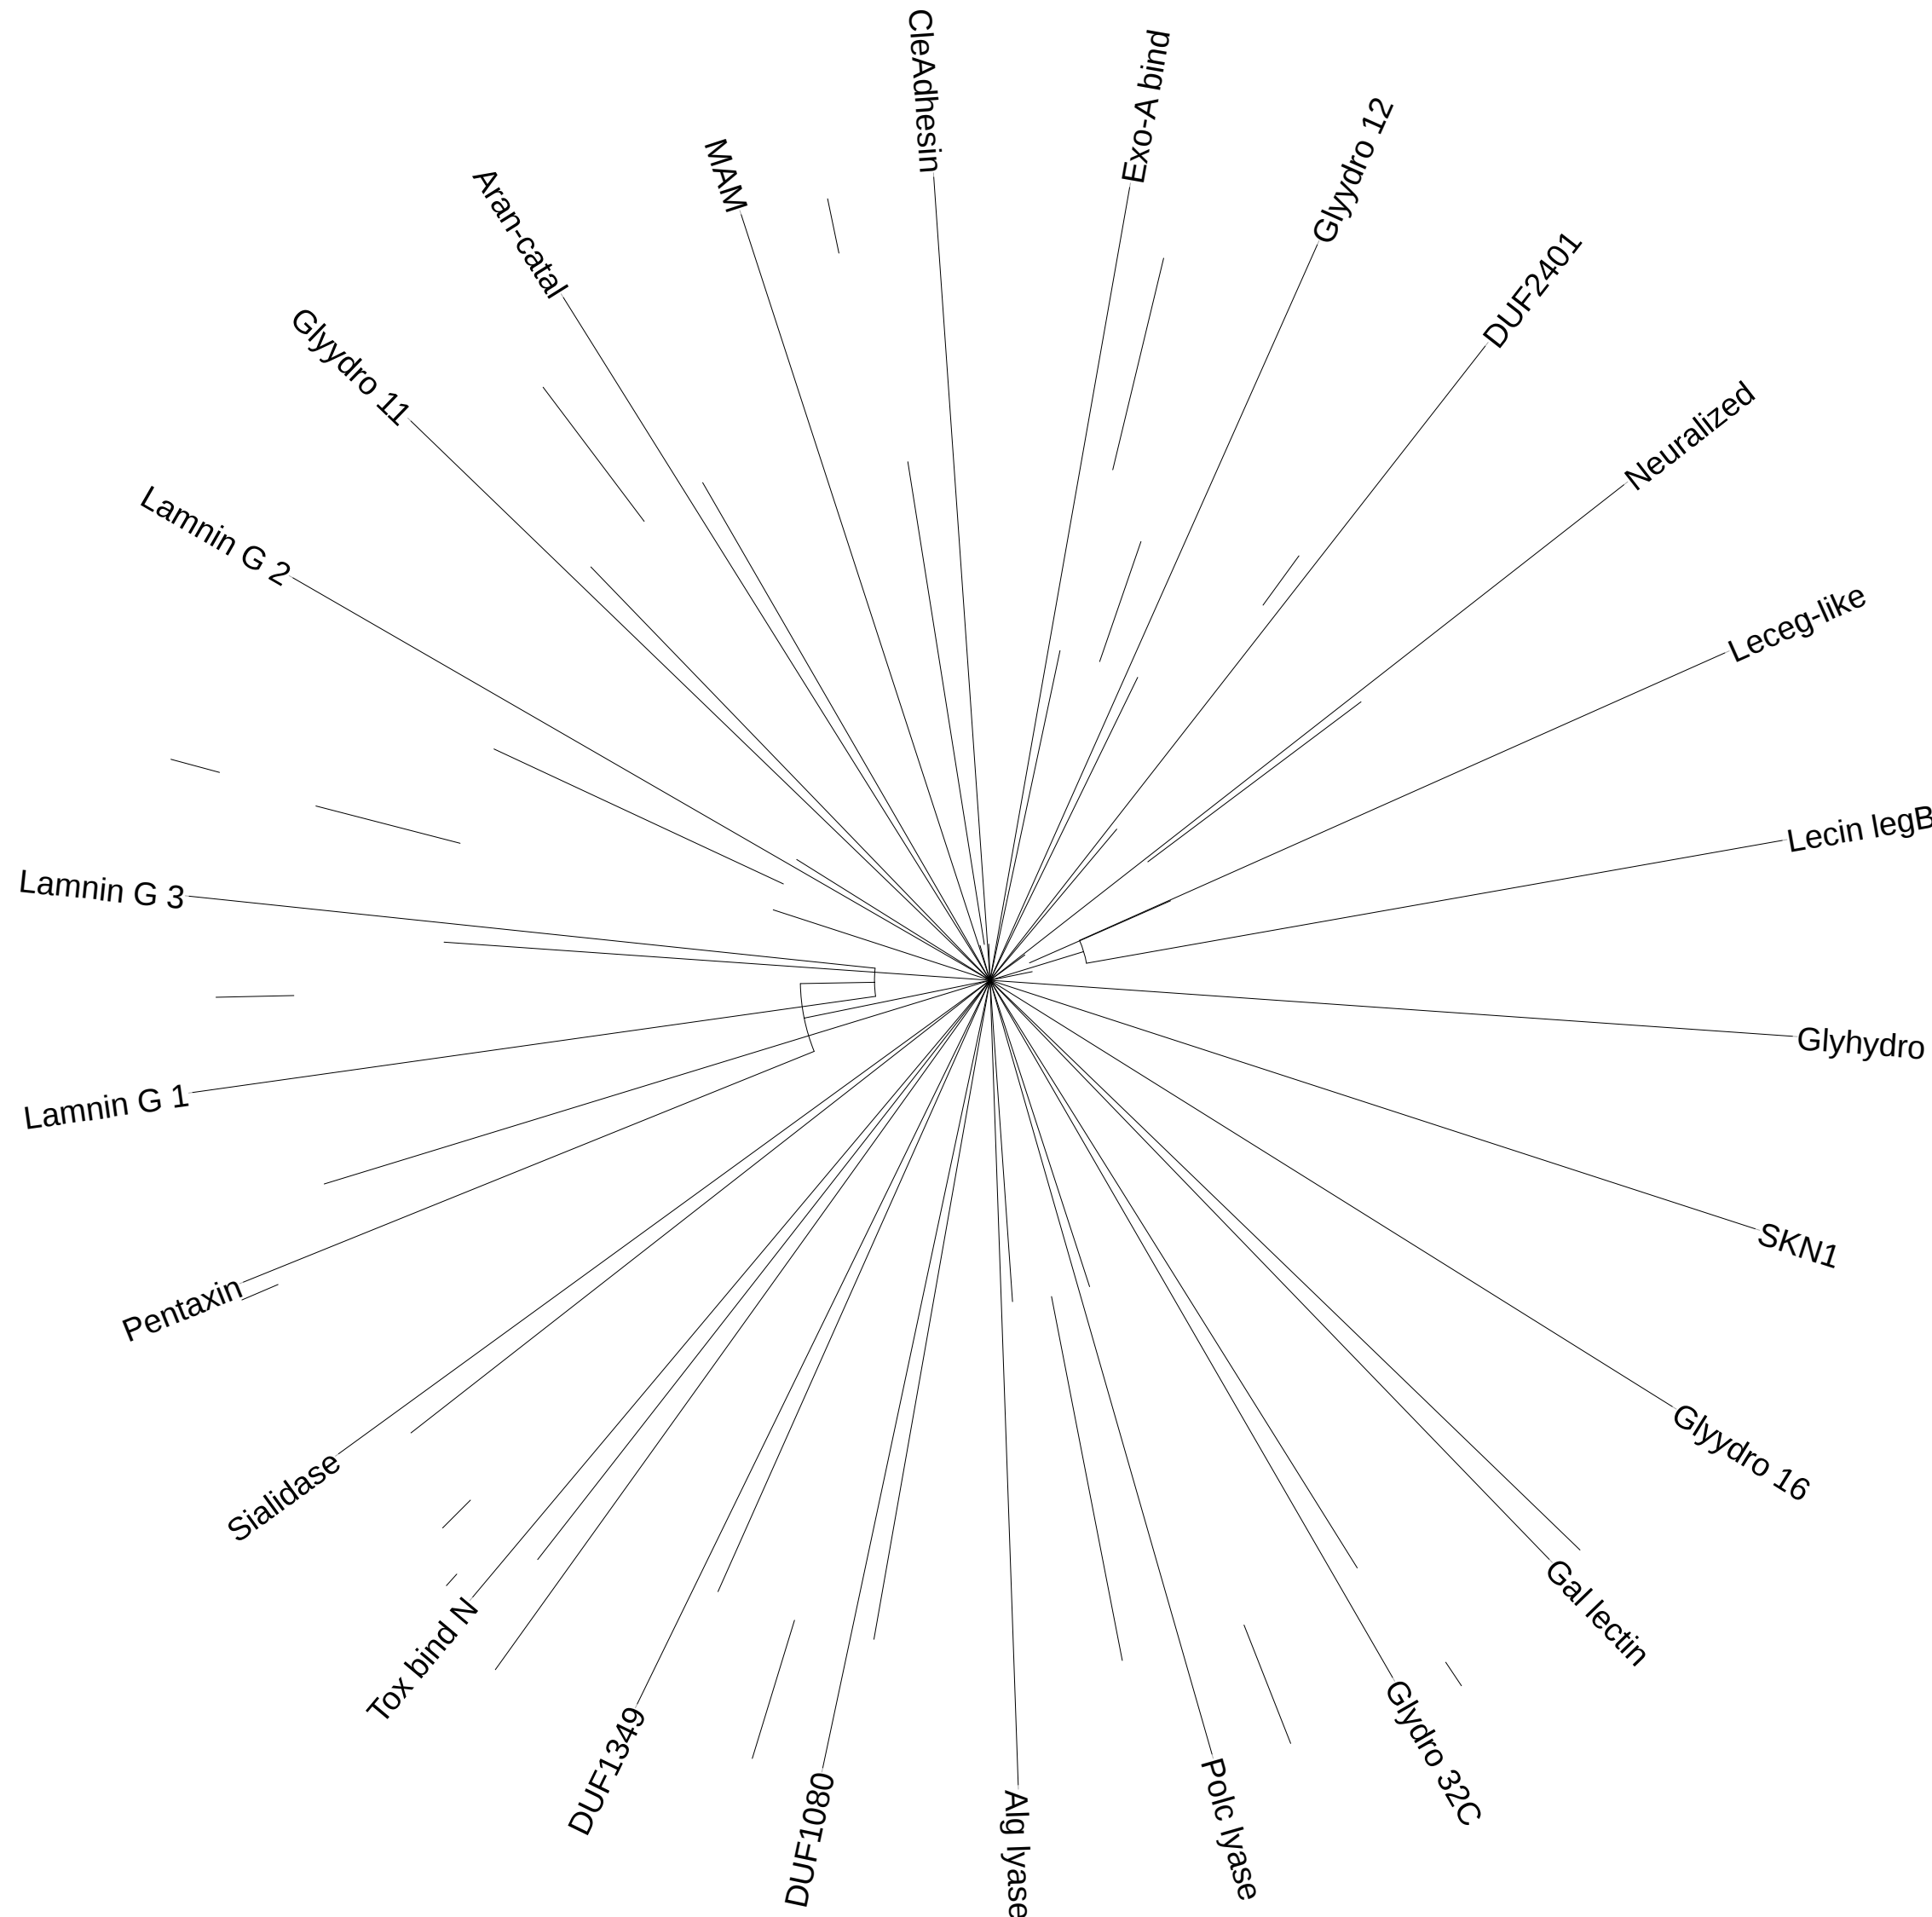 CleAdhesin
Exo-A bind
Glyydro 12
DUF2401
Neuralized
Leceg-like
Lecin legB
Glyhydro
SKN1
Glyydro 16
Gal lectin
Glydro 32C
Polc lyase
Alg lyase
DUF1080
DUF1349
Tox bind N
Sialidase
Pentaxin
Lamnin G 1
Lamnin G 3
Lamnin G 2
Glyydro 11
Aran-catal
MAM